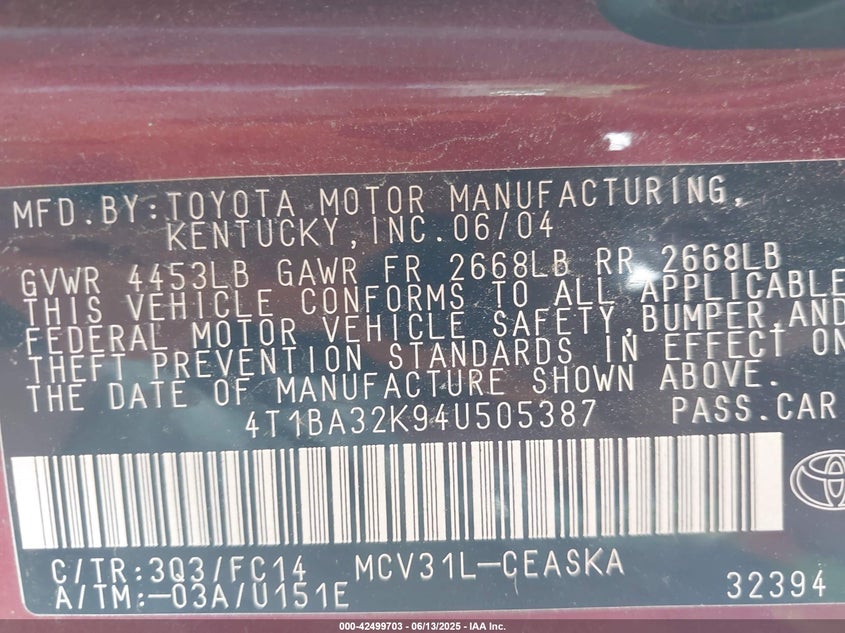 MFD.BY:TOYOTA MOTOR MANUFACTURING,
KENTUCKY,INC.06/04
GVWR 4453LB GAWR FR 2668LB RR 2668LB
THIS VEHICLE CONFORMS TO ALL APPLICABLE
FEDERAL MOTOR VEHICLE SAFETY,BUMPER,AND
THEFT PREVENTION STANDARDS IN EFFECT ON
THE DATE OF MANUFACTURE SHOWN ABOVE.
4T1BA32K94U505387 PASS.CAR
C/TR:3Q3/FC14 MCV31L-CEASKA
A/TM:-03A/U151E 32394
000-42499703 - 06/13/2025 - IAA Inc.